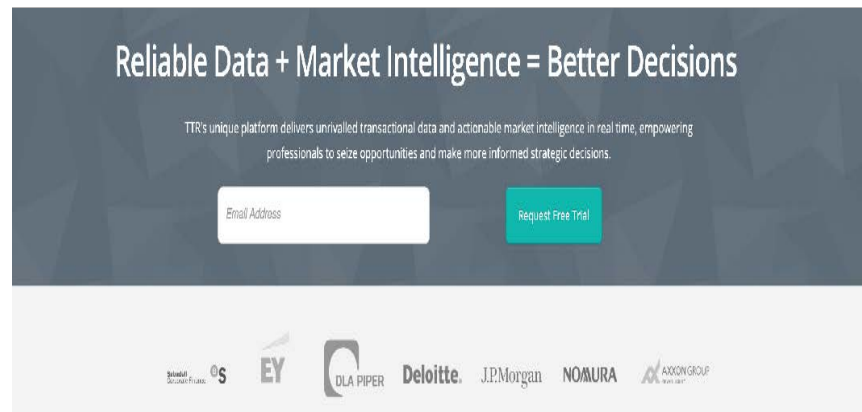 Reliable Data + Market Intelligence = Better Decisions
TTR's unique platform delivers unrivalled transactional data and actionable market intelligence in real time, empowering
professionals to seize opportunities and make more informed strategic decisions.
Email Address
Request Free Trial
EY
DLA PIPER
Deloitte.
J.P.Morgan
NOMURA
AXXON GROUP